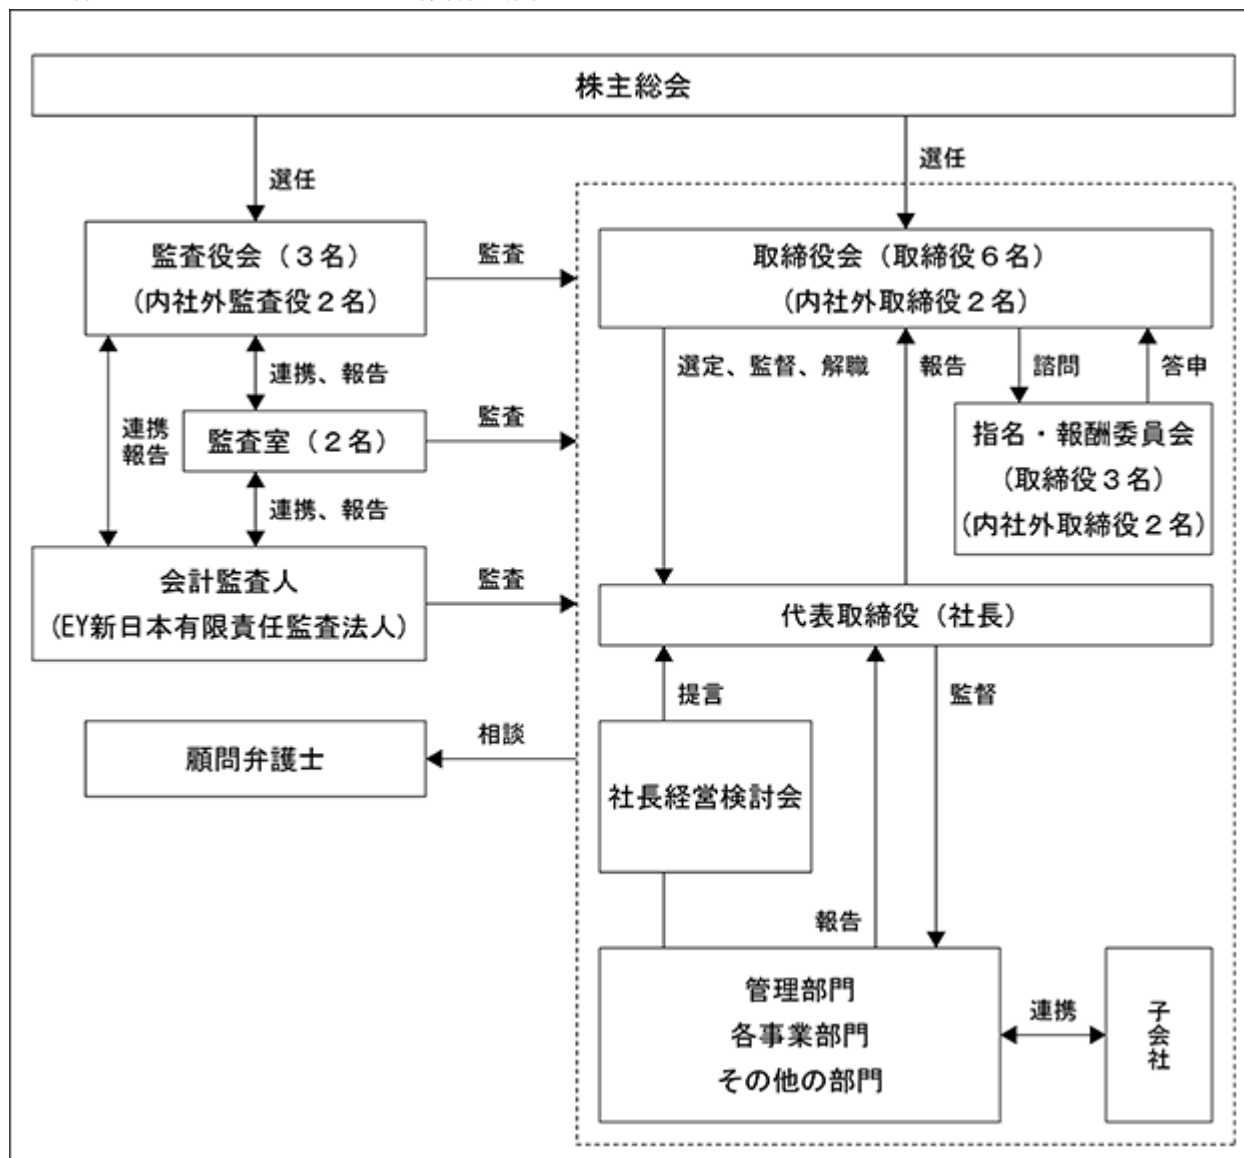 株主総会
選任
選任
監査役会（３名）
（内社外監査役２名）
監査
取締役会（取締役６名）
（内社外取締役２名）
連携、報告
選定、監督、解職
報告
諮問
答申
連携
報告
監査室（２名）
監査
指名・報酬委員会
（取締役３名）
（内社外取締役２名）
連携、報告
会計監査人
（EY新日本有限責任監査法人）
監査
代表取締役（社長）
提言
監督
顧問弁護士
相談
社長経営検討会
報告
管理部門
各事業部門
その他の部門
連携
子会社